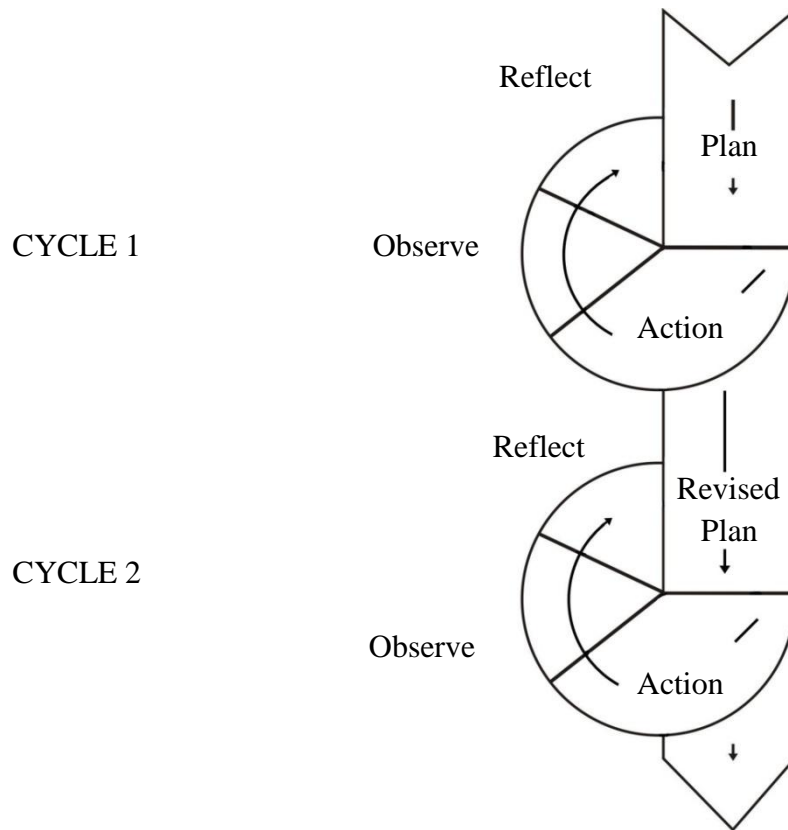 Reflect
Plan
CYCLE 1
Observe
Action
Reflect
Revised
Plan
CYCLE 2
Observe
Action